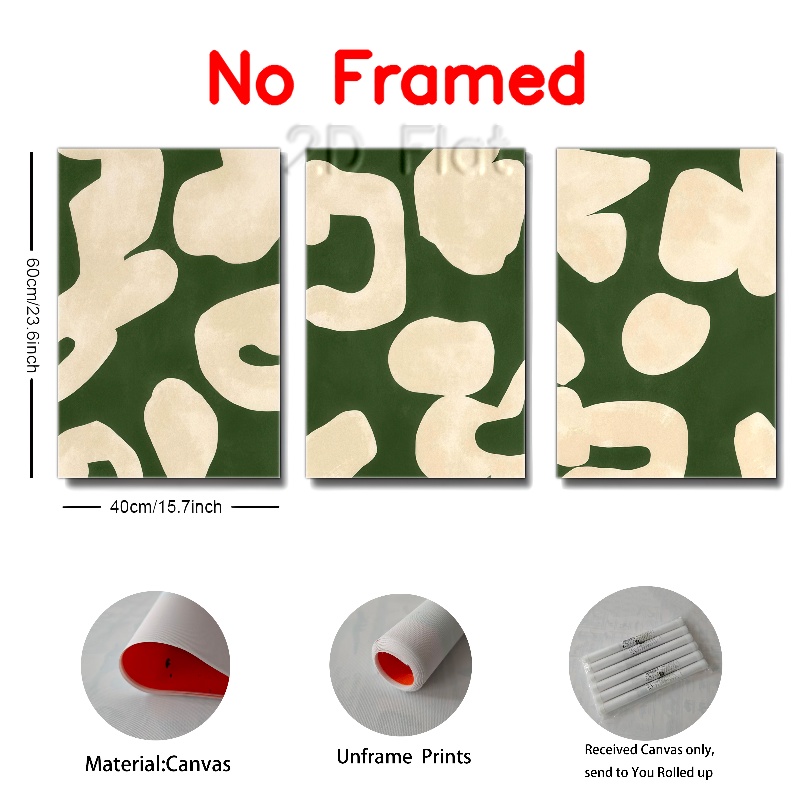 No Framed
2D Flat
60cm/23.6inch
40cm/15.7inch
Material:Canvas
Unframe Prints
Received Canvas only,
send to You Rolled up